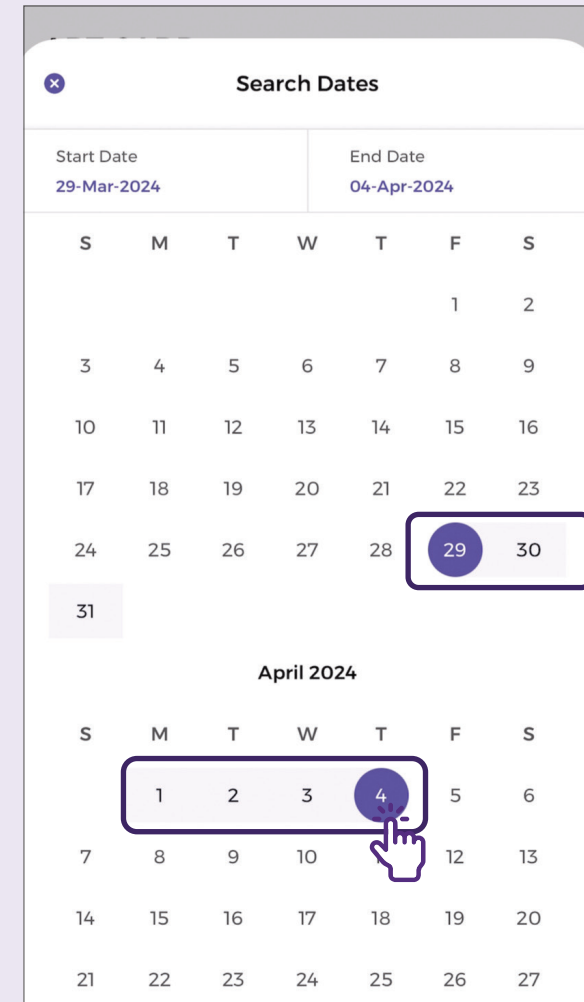 Search Dates
Start Date End Date
29-Mar-2024 04-Apr-2024
S M T W T F S
1 2
3 4 5 6 7 8 9
10 11 12 13 14 15 16
17 18 19 20 21 22 23
24 25 26 27 28 29 30
31
April 2024
S M T W T F S
1 2 3 4 5 6
7 8 9 10 12 13
14 15 16 17 18 19 20
21 22 23 24 25 26 27